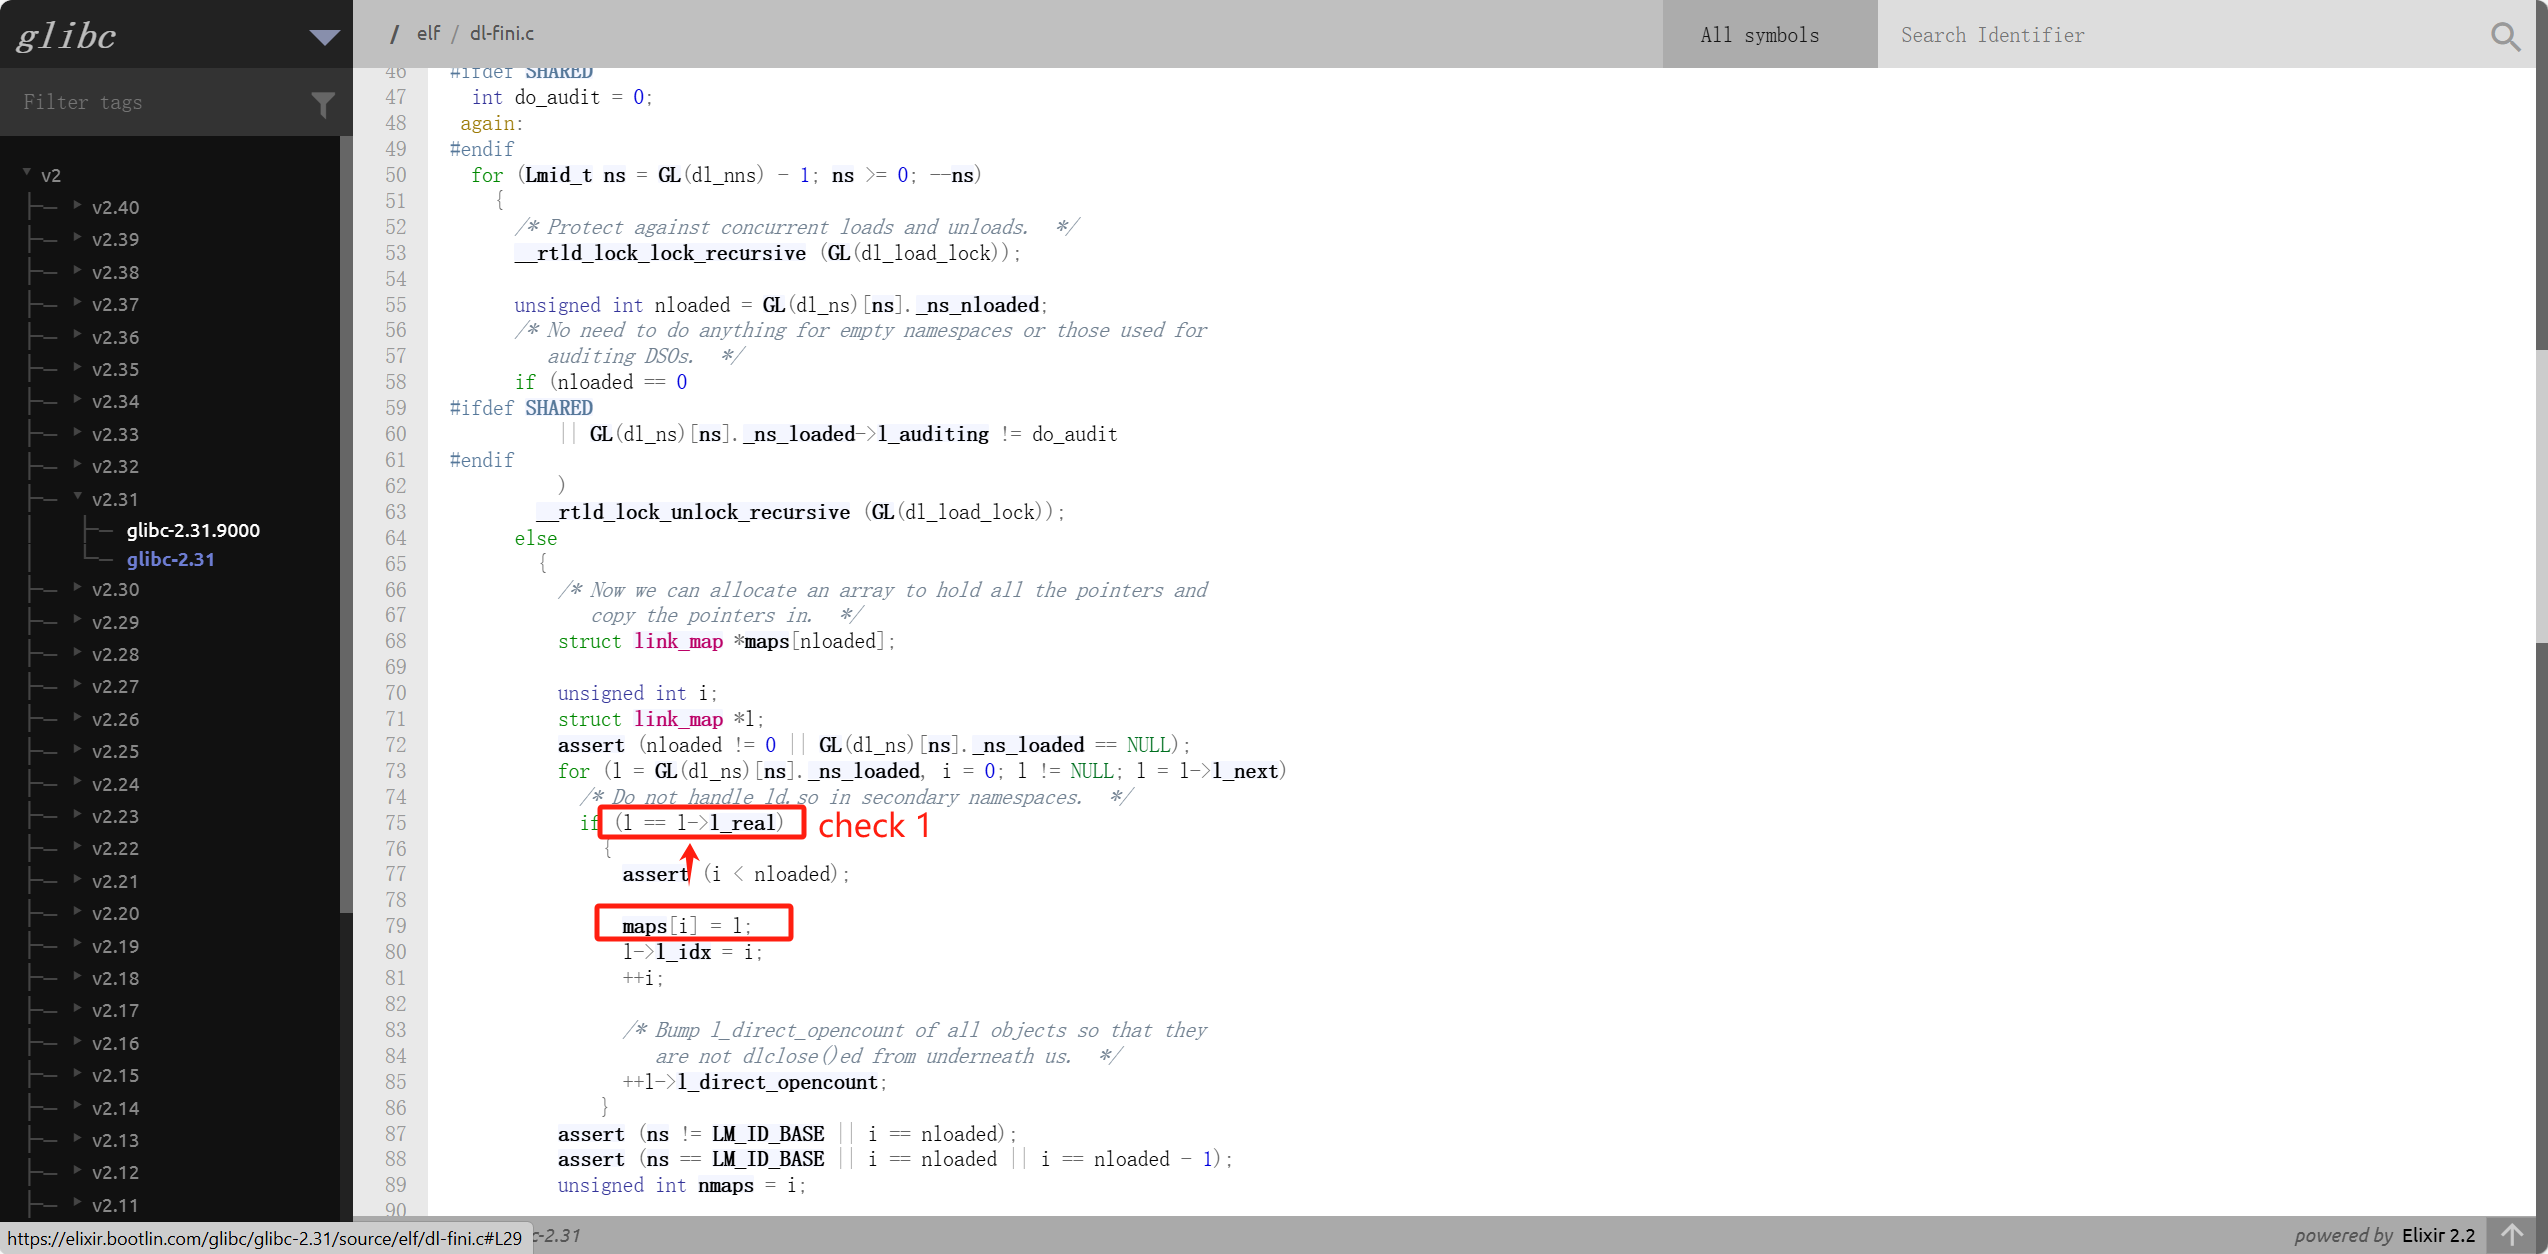 glibc
/ elf / dl-fini.c
All symbols
Search Identifier
Filter tags
v2
v2.40
v2.39
v2.38
v2.37
v2.36
v2.35
v2.34
v2.33
v2.32
v2.31
glibc-2.31.9000
glibc-2.31
v2.30
v2.29
v2.28
v2.27
v2.26
v2.25
v2.24
v2.23
v2.22
v2.21
v2.20
v2.19
v2.18
v2.17
v2.16
v2.15
v2.14
v2.13
v2.12
v2.11
46 #ifdef SHARED
47 int do_audit = 0;
48 again:
49 #endif
50 for (Lmid_t ns = GL(dl_nns) - 1; ns >= 0; --ns)
51 {
52 /* Protect against concurrent loads and unloads. */
53 __rtld_lock_lock_recursive (GL(dl_load_lock));
54
55 unsigned int nloaded = GL(dl_ns)[ns]._ns_nloaded;
56 /* No need to do anything for empty namespaces or those used for
57 auditing DSOs. */
58 if (nloaded == 0
59 #ifdef SHARED
60 || GL(dl_ns)[ns]._ns_loaded->l_auditing != do_audit
61 #endif
62 )
63 __rtld_lock_unlock_recursive (GL(dl_load_lock));
64 else
65 {
66 /* Now we can allocate an array to hold all the pointers and
67 copy the pointers in. */
68 struct link_map *maps[nloaded];
69
70 unsigned int i;
71 struct link_map *l;
72 assert (nloaded != 0 || GL(dl_ns)[ns]._ns_loaded == NULL);
73 for (l = GL(dl_ns)[ns]._ns_loaded, i = 0; l != NULL; l = l->l_next)
74 /* Do not handle ld.so in secondary namespaces. */
75 if (l == l->l_real) check 1
76 {
77 assert (i < nloaded);
78
79 maps[i] = l;
80 l->l_idx = i;
81 ++i;
82
83 /* Bump l_direct_opencount of all objects so that they
84 are not dlclose()ed from underneath us. */
85 ++l->l_direct_opencount;
86 }
87 assert (ns != LM_ID_BASE || i == nloaded);
88 assert (ns == LM_ID_BASE || i == nloaded || i == nloaded - 1);
89 unsigned int nmaps = i;
90
https://elixir.bootlin.com/glibc/glibc-2.31/source/elf/dl-fini.c#L29
c-2.31
powered by Elixir 2.2